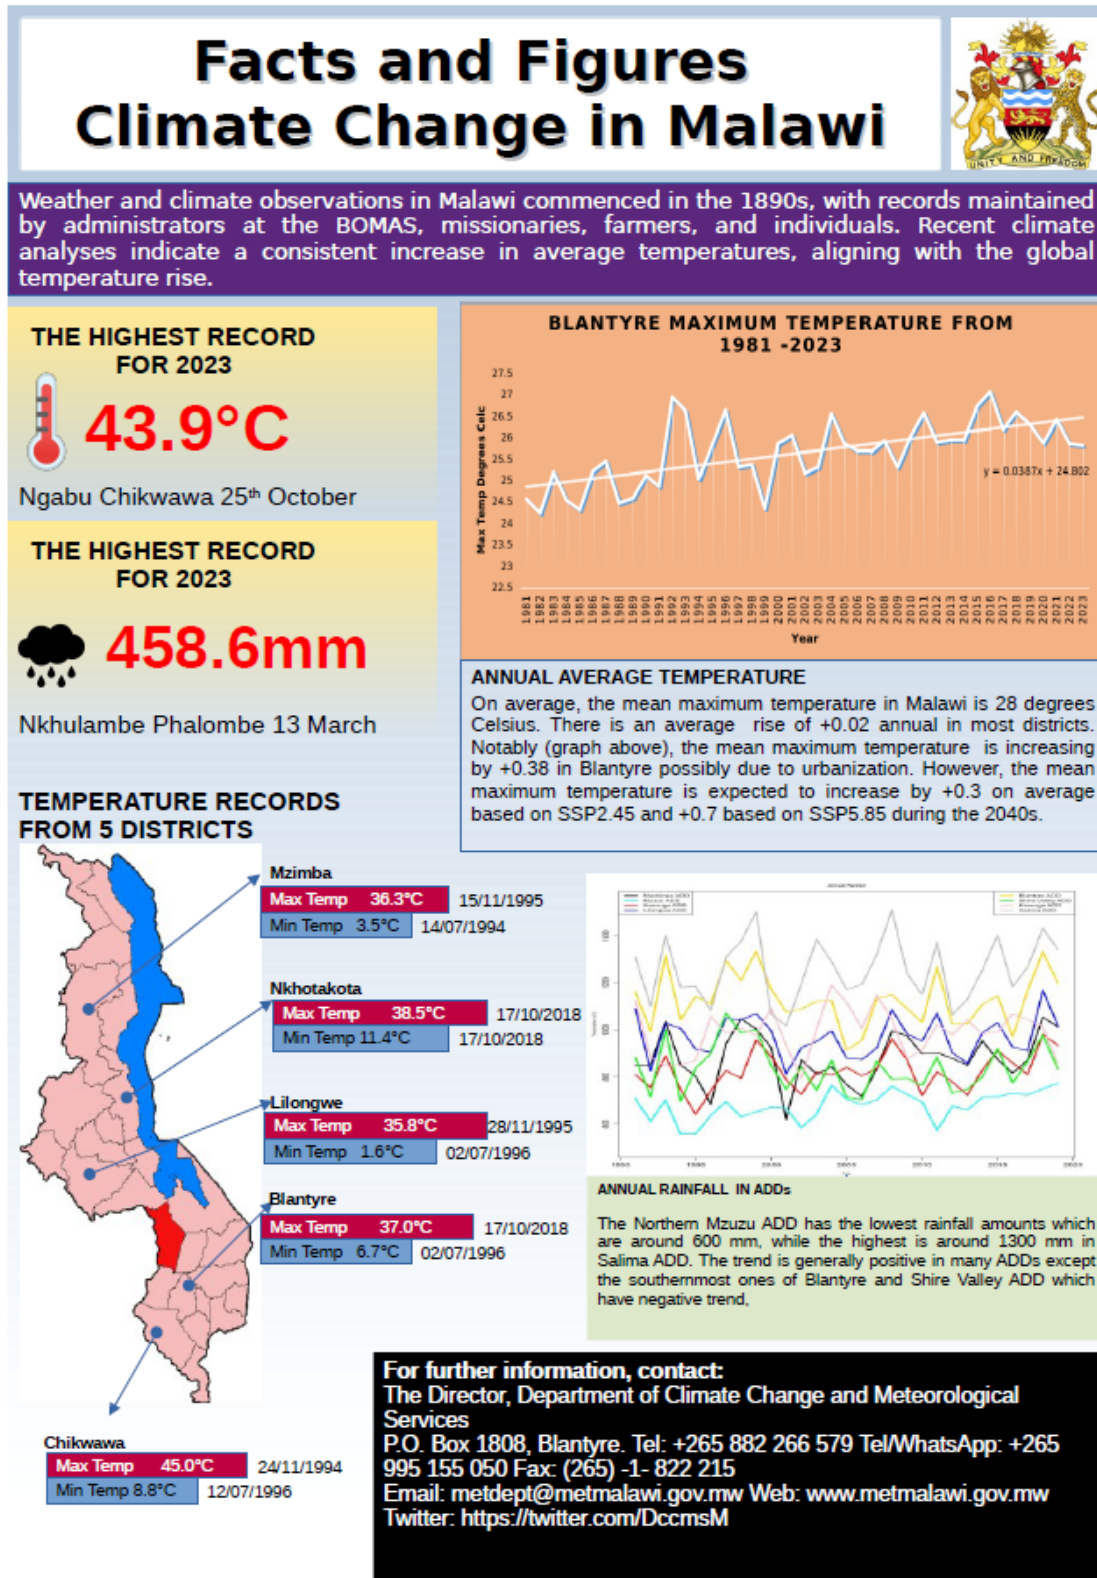 Facts and Figures
Climate Change in Malawi
UNITY AND FREEDOM
Weather and climate observations in Malawi commenced in the 1890s, with records maintained
by administrators at the BOMAS, missionaries, farmers, and individuals. Recent climate
analyses indicate a consistent increase in average temperatures, aligning with the global
temperature rise.
THE HIGHEST RECORD
FOR 2023
43.9°C
Ngabu Chikwawa 25th October
THE HIGHEST RECORD
FOR 2023
458.6mm
Nkhulambe Phalombe 13 March
BLANTYRE MAXIMUM TEMPERATURE FROM
1981 -2023
Max Temp Degrees Celc
27.5
27
26.5
26
25.5
25
24.5
24
23.5
23
22.5
y = 0.0387x + 24.802
1981 1982 1983 1984 1985 1986 1987 1988 1989 1990 1991 1992 1993 1994 1995 1996 1997 1998 1999 2000 2001 2002 2003 2004 2005 2006 2007 2008 2009 2010 2011 2012 2013 2014 2015 2016 2017 2018 2019 2020 2021 2022 2023
Year
ANNUAL AVERAGE TEMPERATURE
On average, the mean maximum temperature in Malawi is 28 degrees
Celsius. There is an average rise of +0.02 annual in most districts.
Notably (graph above), the mean maximum temperature is increasing
by +0.38 in Blantyre possibly due to urbanization. However, the mean
maximum temperature is expected to increase by +0.3 on average
based on SSP2.45 and +0.7 based on SSP5.85 during the 2040s.
TEMPERATURE RECORDS
FROM 5 DISTRICTS
Mzimba
Max Temp 36.3°C 15/11/1995
Min Temp 3.5°C 14/07/1994
Nkhotakota
Max Temp 38.5°C 17/10/2018
Min Temp 11.4°C 17/10/2018
Lilongwe
Max Temp 35.8°C 28/11/1995
Min Temp 1.6°C 02/07/1996
Blantyre
Max Temp 37.0°C 17/10/2018
Min Temp 6.7°C 02/07/1996
Chikwawa
Max Temp 45.0°C 24/11/1994
Min Temp 8.8°C 12/07/1996
ANNUAL RAINFALL IN ADDs
The Northern Mzuzu ADD has the lowest rainfall amounts which
are around 600 mm, while the highest is around 1300 mm in
Salima ADD. The trend is generally positive in many ADDs except
the southernmost ones of Blantyre and Shire Valley ADD which
have negative trend,
For further information, contact:
The Director, Department of Climate Change and Meteorological
Services
P.O. Box 1808, Blantyre. Tel: +265 882 266 579 Tel/WhatsApp: +265
995 155 050 Fax: (265) -1- 822 215
Email: metdept@metmalawi.gov.mw Web: www.metmalawi.gov.mw
Twitter: https://twitter.com/DccmsM